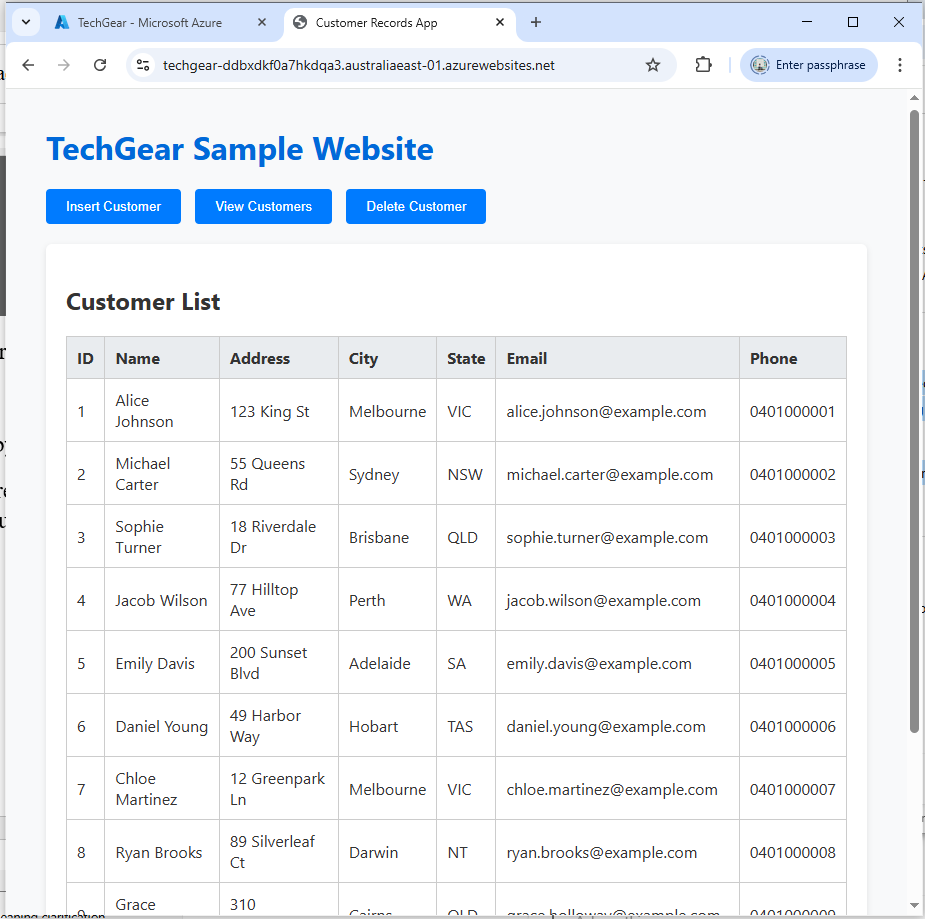 TechGear - Microsoft Azure
Customer Records App
techgear-ddbxdkf0a7hkdqa3.australiaeast-01.azurewebsites.net
Enter passphrase
TechGear Sample Website
Insert Customer View Customers Delete Customer
Customer List
ID Name Address City State Email Phone
1 Alice Johnson 123 King St Melbourne VIC alice.johnson@example.com 0401000001
2 Michael Carter 55 Queens Rd Sydney NSW michael.carter@example.com 0401000002
3 Sophie Turner 18 Riverdale Dr Brisbane QLD sophie.turner@example.com 0401000003
4 Jacob Wilson 77 Hilltop Ave Perth WA jacob.wilson@example.com 0401000004
5 Emily Davis 200 Sunset Blvd Adelaide SA emily.davis@example.com 0401000005
6 Daniel Young 49 Harbor Way Hobart TAS daniel.young@example.com 0401000006
7 Chloe Martinez 12 Greenpark Ln Melbourne VIC chloe.martinez@example.com 0401000007
8 Ryan Brooks 89 Silverleaf Ct Darwin NT ryan.brooks@example.com 0401000008
9 Grace 310 Cairns QLD grace.holloway@example.com 0401000009